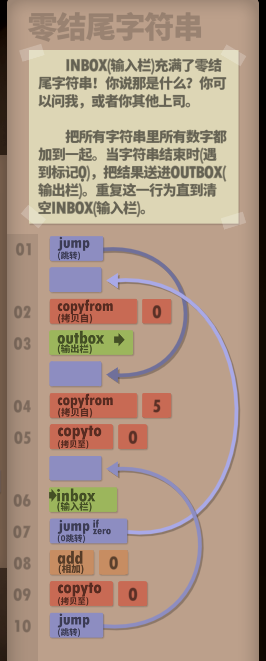 零结尾字符串
INBOX(输入栏)充满了零结
尾字符串！你说那是什么？你可
以问我，或者你其他上司。
把所有字符串里所有数字都
加到一起。当字符串结束时(遇
到标记0)，把结果送进OUTBOX(
输出栏)。重复这一行为直到清
空INBOX(输入栏)。
01 jump
(跳转)
02 copyfrom 0
(拷贝自)
03 outbox
(输出栏)
04 copyfrom 5
(拷贝自)
05 copyto 0
(拷贝至)
06 inbox
(输入栏)
07 jump if zero
(0跳转)
08 add 0
(相加)
09 copyto 0
(拷贝至)
10 jump
(跳转)